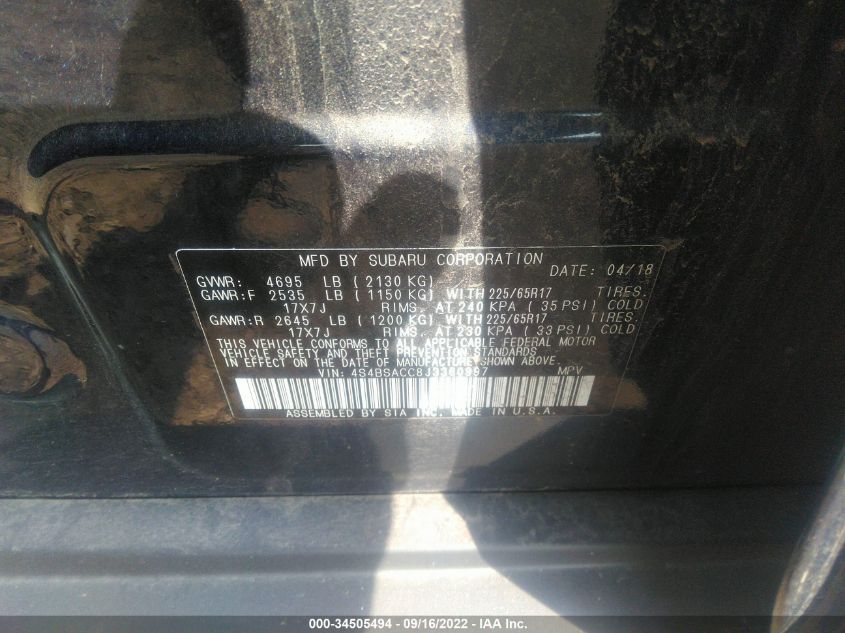 MFD BY SUBARU CORPORATION
DATE: 04/18
GVWR: 4695 LB ( 2130 KG)
GAWR:F 2535 LB ( 1150 KG) WITH 225/65R17 TIRES.
17X7J RIMS. AT 240 KPA ( 35 PSI) COLD
GAWR:R 2645 LB ( 1200 KG) WITH 225/65R17 TIRES.
17X7J RIMS. AT 230 KPA ( 33 PSI) COLD
THIS VEHICLE CONFORMS TO ALL APPLICABLE FEDERAL MOTOR
VEHICLE SAFETY AND THEFT PREVENTION STANDARDS
IN EFFECT ON THE DATE OF MANUFACTURE SHOWN ABOVE.
VIN: 4S4BSACC8J3360997 MPV
ASSEMBLED BY SIA INC. MADE IN U.S.A.
000-34505494 - 09/16/2022 - IAA Inc.